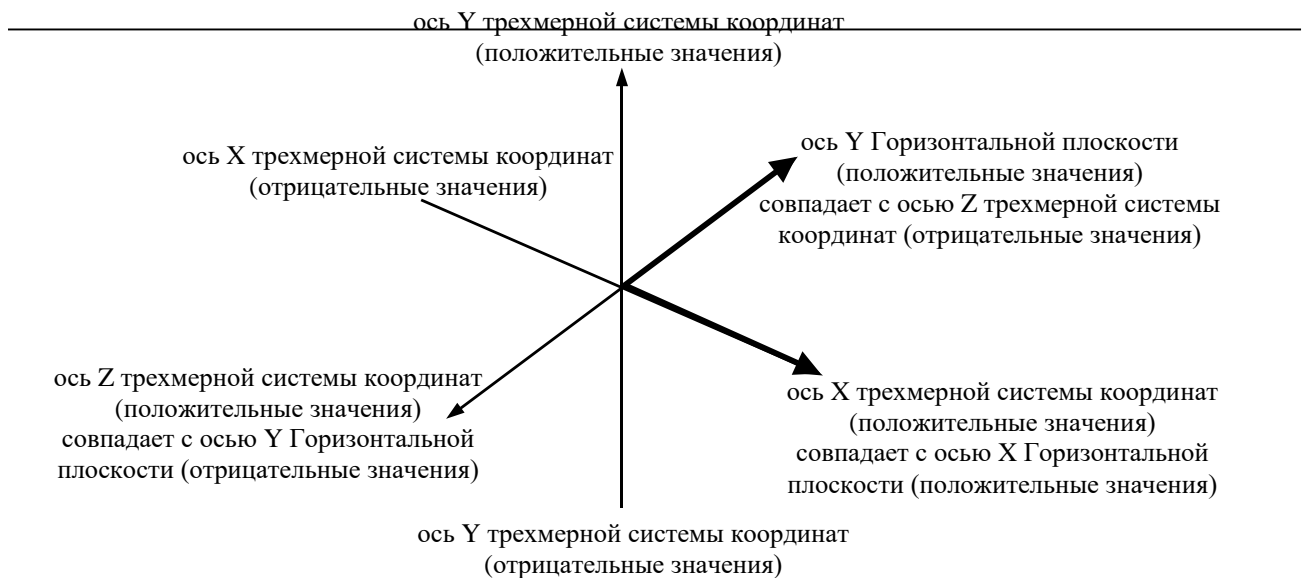 ось Y трехмерной системы координат
(положительные значения)
ось X трехмерной системы координат
(отрицательные значения)
ось Y Горизонтальной плоскости
(положительные значения)
совпадает с осью Z трехмерной системы
координат (отрицательные значения)
ось Z трехмерной системы координат
(положительные значения)
совпадает с осью Y Горизонтальной
плоскости (отрицательные значения)
ось X трехмерной системы координат
(положительные значения)
совпадает с осью X Горизонтальной
плоскости (положительные значения)
ось Y трехмерной системы координат
(отрицательные значения)